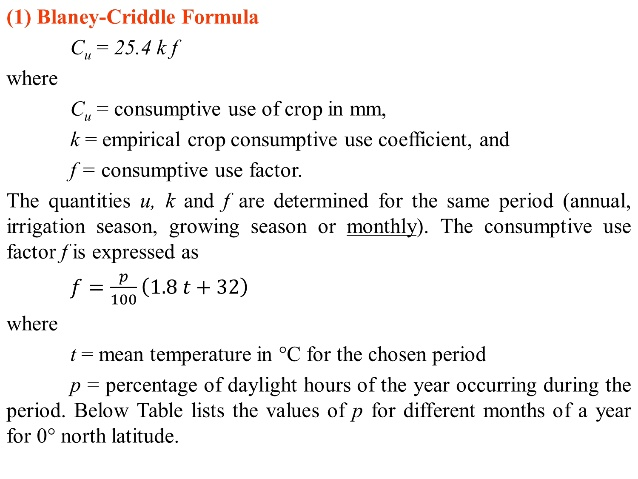 (1) Blaney-Criddle Formula
Cu = 25.4 k f
where
Cu = consumptive use of crop in mm,
k = empirical crop consumptive use coefficient, and
f = consumptive use factor.
The quantities u, k and f are determined for the same period (annual,
irrigation season, growing season or monthly). The consumptive use
factor f is expressed as
f = p/100 (1.8 t + 32)
where
t = mean temperature in °C for the chosen period
p = percentage of daylight hours of the year occurring during the
period. Below Table lists the values of p for different months of a year
for 0° north latitude.